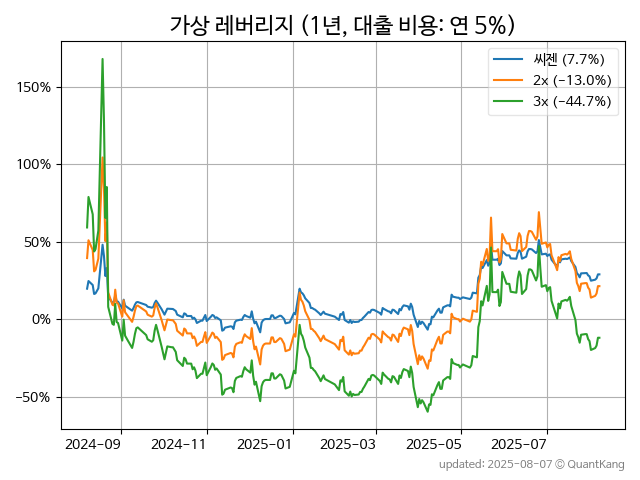 가상 레버리지 (1년, 대출 비용: 연 5%)
씨젠 (7.7%)
2x (−13.0%)
3x (−44.7%)
150%
100%
50%
0%
−50%
2024-09
2024-11
2025-01
2025-03
2025-05
2025-07
updated: 2025-08-07 © QuantKang